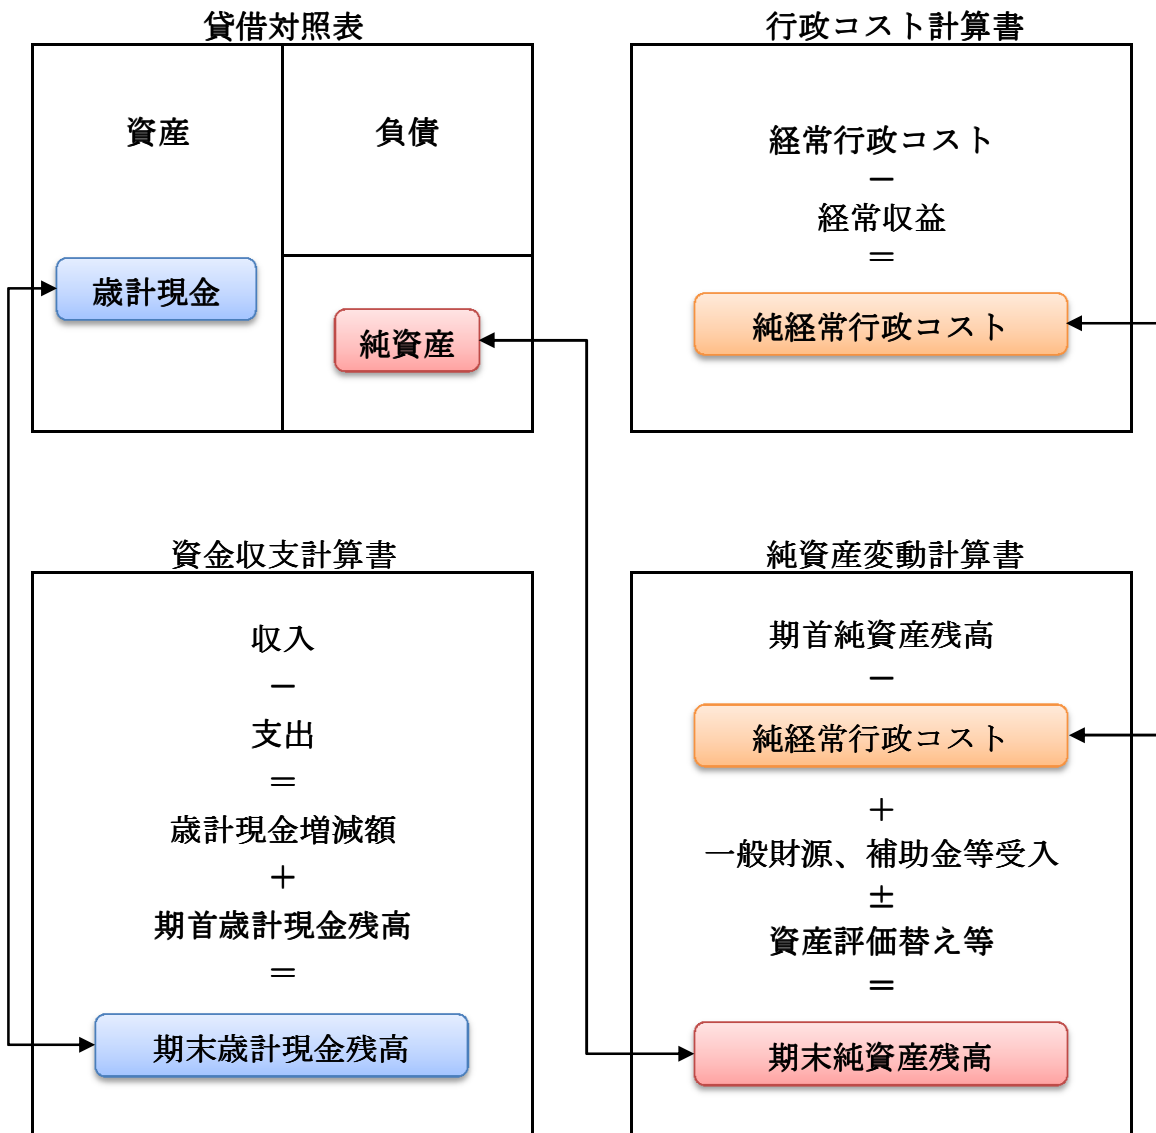 貸借対照表
資産
負債
歳計現金
純資産
行政コスト計算書
経常行政コスト
－
経常収益
＝
純経常行政コスト
資金収支計算書
収入
－
支出
＝
歳計現金増減額
＋
期首歳計現金残高
＝
期末歳計現金残高
純資産変動計算書
期首純資産残高
－
純経常行政コスト
＋
一般財源、補助金等受入
±
資産評価替え等
＝
期末純資産残高